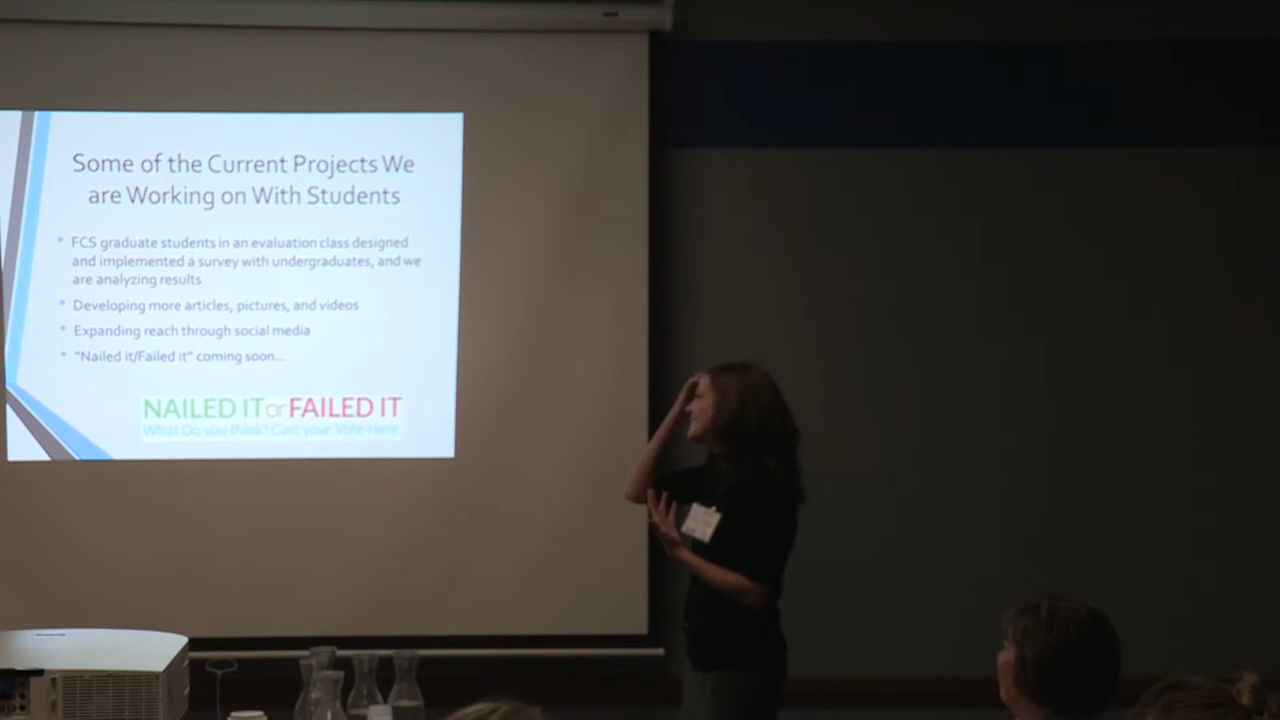 Some of the Current Projects We
are Working on With Students
FCS graduate students in an evaluation class designed
and implemented a survey with undergraduates, and we
are analyzing results
Developing more articles, pictures, and videos
Expanding reach through social media
"Nailed it/Failed it" coming soon...
NAILED IT or FAILED IT
What Do you think? Cast your Vote Here